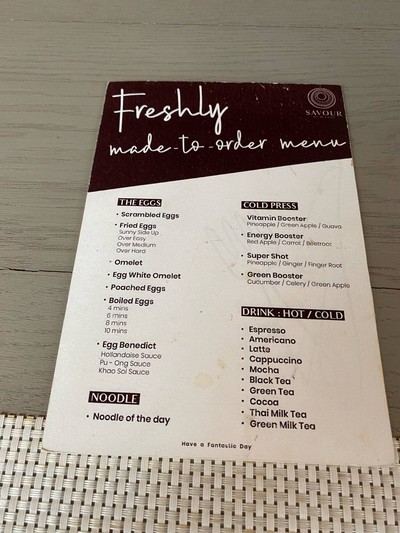 Freshly
SAVOUR
made-to-order menu
THE EGGS
• Scrambled Eggs
• Fried Eggs
Sunny Side Up
Over Easy
Over Medium
Over Hard
• Omelet
• Egg White Omelet
• Poached Eggs
• Boiled Eggs
4 mins
6 mins
8 mins
10 mins
• Egg Benedict
Hollandaise Sauce
Pu - Ong Sauce
Khao Soi Sauce
NOODLE
• Noodle of the day
COLD PRESS
• Vitamin Booster
Pineapple / Green Apple / Guava
• Energy Booster
Red Apple / Carrot / Beetroot
• Super Shot
Pineapple / Ginger / Finger Root
• Green Booster
Cucumber / Celery / Green Apple
DRINK : HOT / COLD
• Espresso
• Americano
• Latte
• Cappuccino
• Mocha
• Black Tea
• Green Tea
• Cocoa
• Thai Milk Tea
• Green Milk Tea
Have a Fantastic Day